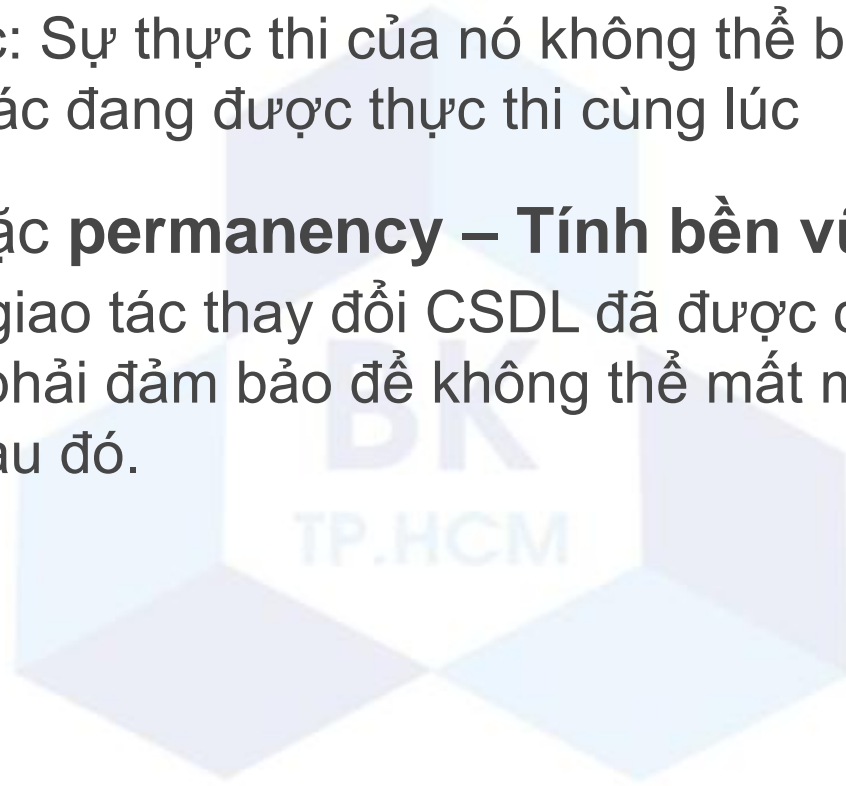 c: Sự thực thi của nó không thể b
ác đang được thực thi cùng lúc
ặc permanency – Tính bền vữ
giao tác thay đổi CSDL đã được c
phải đảm bảo để không thể mất m
au đó.
BK
TP.HCM